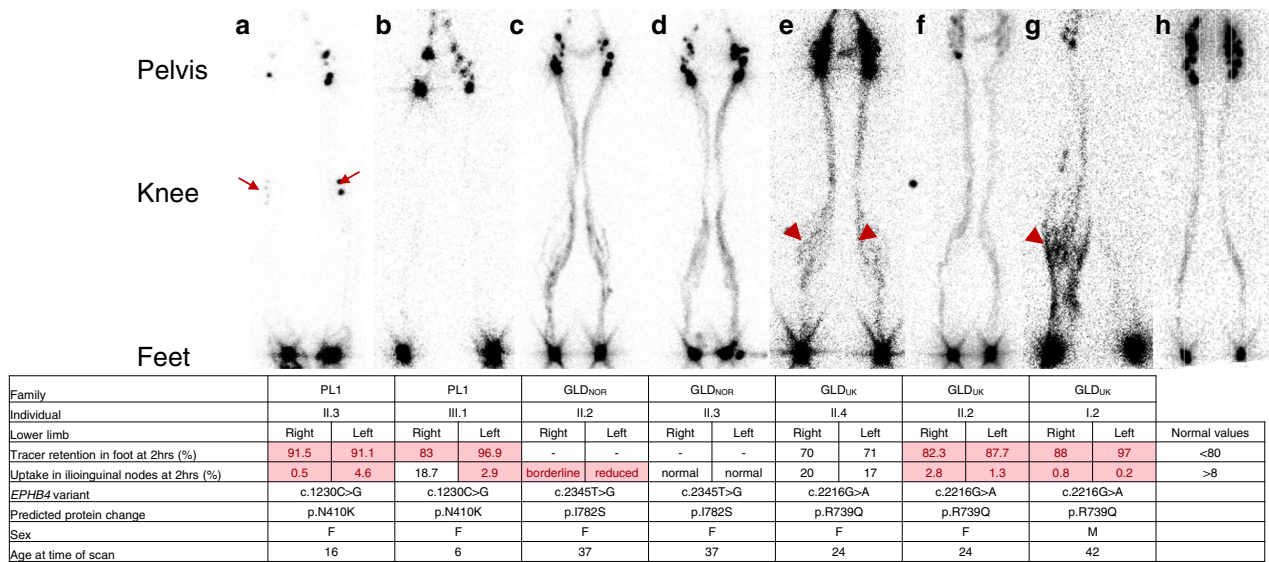 a b c d e f g h
Pelvis
Knee
Feet
Family PL1 PL1 GLDNOR GLDNOR GLDUK GLDUK GLDUK
Individual II.3 III.1 II.2 II.3 II.4 II.2 I.2
Lower limb Right Left Right Left Right Left Right Left Right Left Right Left Right Left Normal values
Tracer retention in foot at 2hrs (%) 91.5 91.1 83 96.9 - - - - 70 71 82.3 87.7 88 97 <80
Uptake in ilioinguinal nodes at 2hrs (%) 0.5 4.6 18.7 2.9 borderline reduced normal normal 20 17 2.8 1.3 0.8 0.2 >8
EPHB4 variant c.1230C>G c.1230C>G c.2345T>G c.2345T>G c.2216G>A c.2216G>A c.2216G>A
Predicted protein change p.N410K p.N410K p.I782S p.I782S p.R739Q p.R739Q p.R739Q
Sex F F F F F F M
Age at time of scan 16 6 37 37 24 24 42